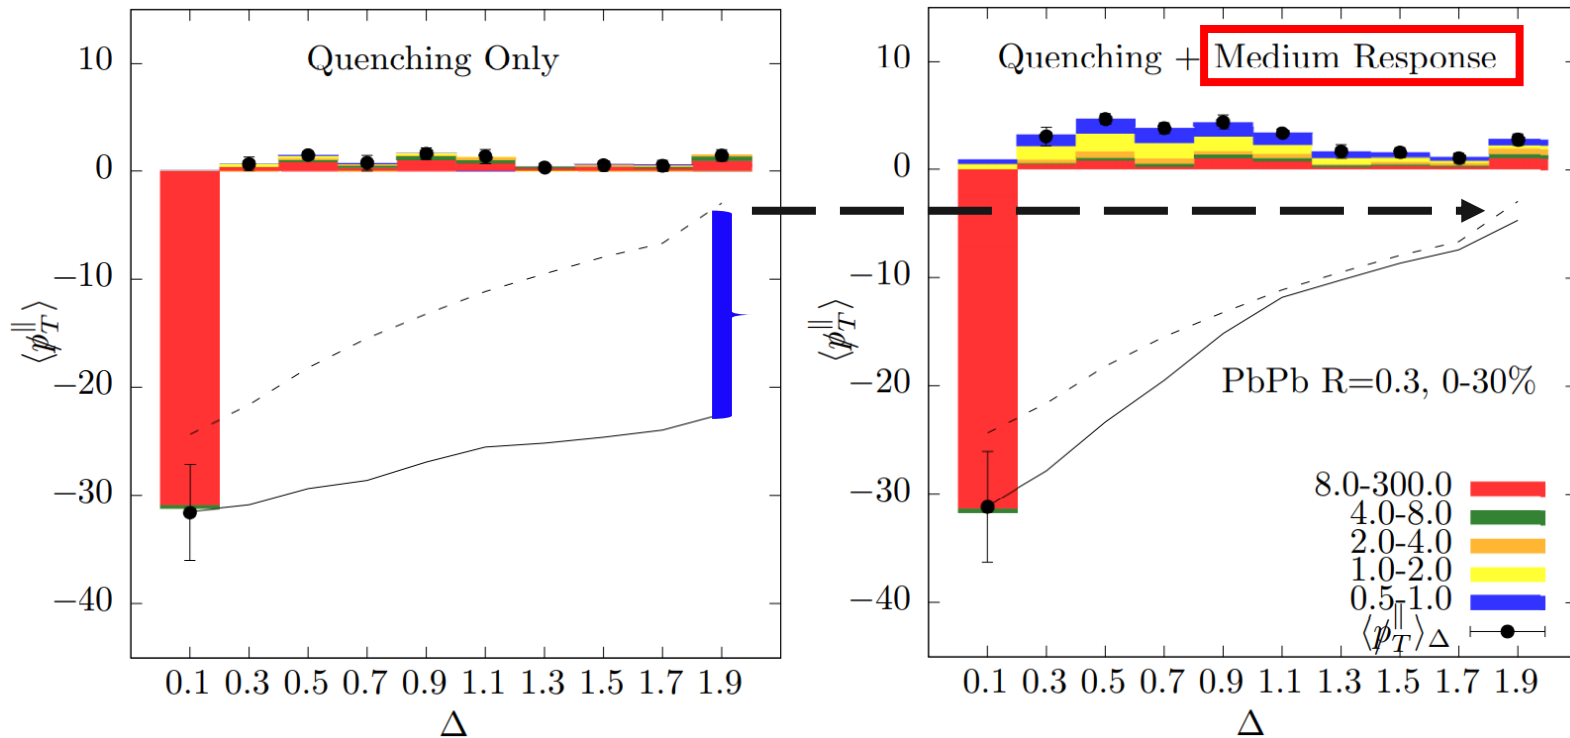 Quenching Only
10
0
−10
−20
−30
−40
⟨p̸_T^∥⟩
0.1 0.3 0.5 0.7 0.9 1.1 1.3 1.5 1.7 1.9
Δ
Quenching + Medium Response
10
0
−10
−20
−30
−40
⟨p̸_T^∥⟩
PbPb R=0.3, 0-30%
8.0-300.0
4.0-8.0
2.0-4.0
1.0-2.0
0.5-1.0
⟨p̸_T^∥⟩_Δ
0.1 0.3 0.5 0.7 0.9 1.1 1.3 1.5 1.7 1.9
Δ